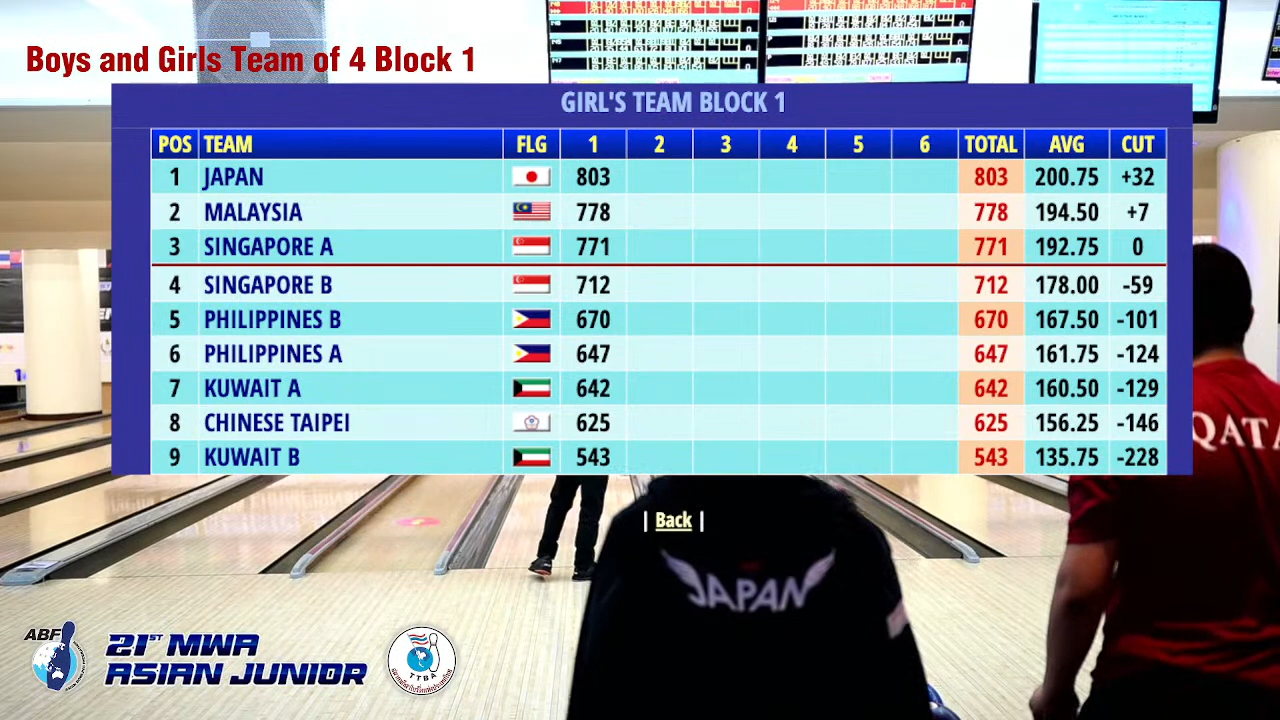 Boys and Girls Team of 4 Block 1
GIRL'S TEAM BLOCK 1
POS TEAM FLG 1 2 3 4 5 6 TOTAL AVG CUT
1 JAPAN 803 803 200.75 +32
2 MALAYSIA 778 778 194.50 +7
3 SINGAPORE A 771 771 192.75 0
4 SINGAPORE B 712 712 178.00 -59
5 PHILIPPINES B 670 670 167.50 -101
6 PHILIPPINES A 647 647 161.75 -124
7 KUWAIT A 642 642 160.50 -129
8 CHINESE TAIPEI 625 625 156.25 -146
9 KUWAIT B 543 543 135.75 -228
QATA
| Back |
JAPAN
ABF
21ST MWA
ASIAN JUNIOR
TTBA